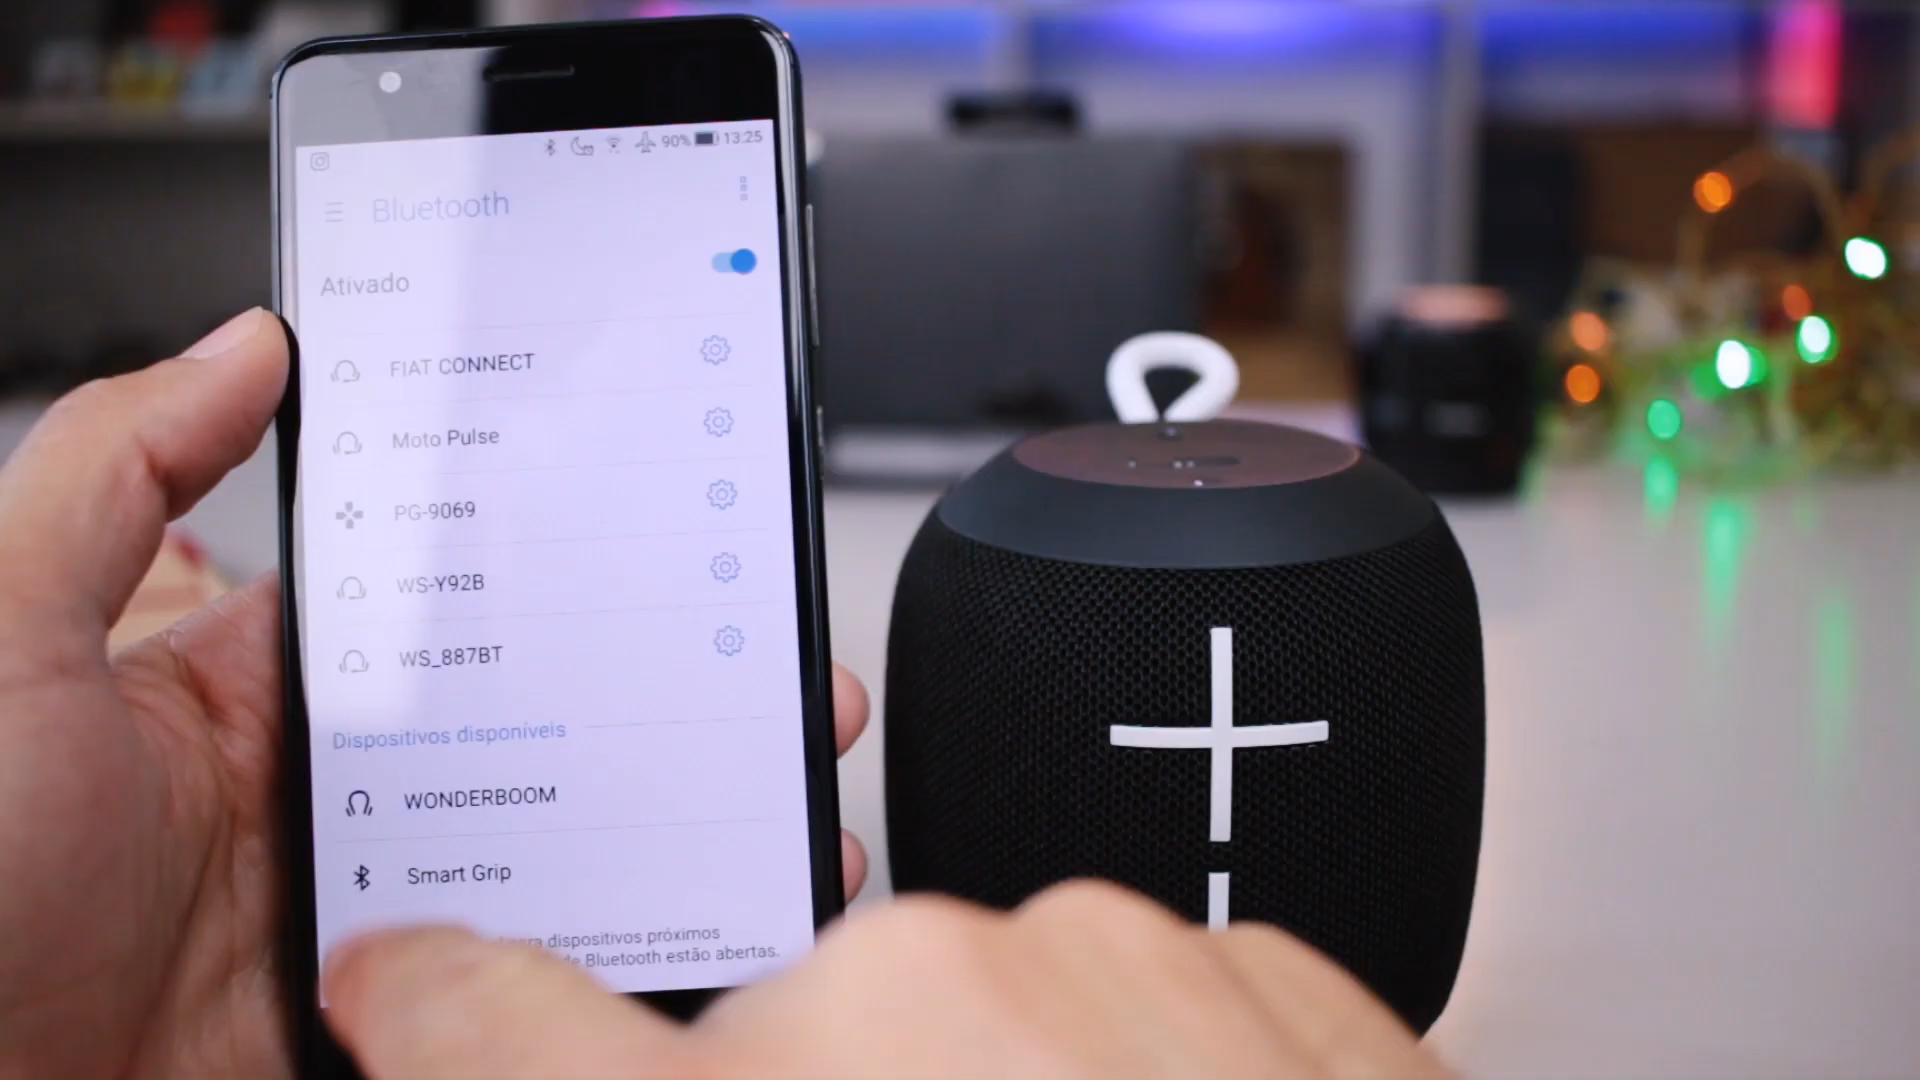 90% 13:25
Bluetooth
Ativado
FIAT CONNECT
Moto Pulse
PG-9069
WS-Y92B
WS_887BT
Dispositivos disponíveis
WONDERBOOM
Smart Grip
dispositivos próximos
de Bluetooth estão abertas.